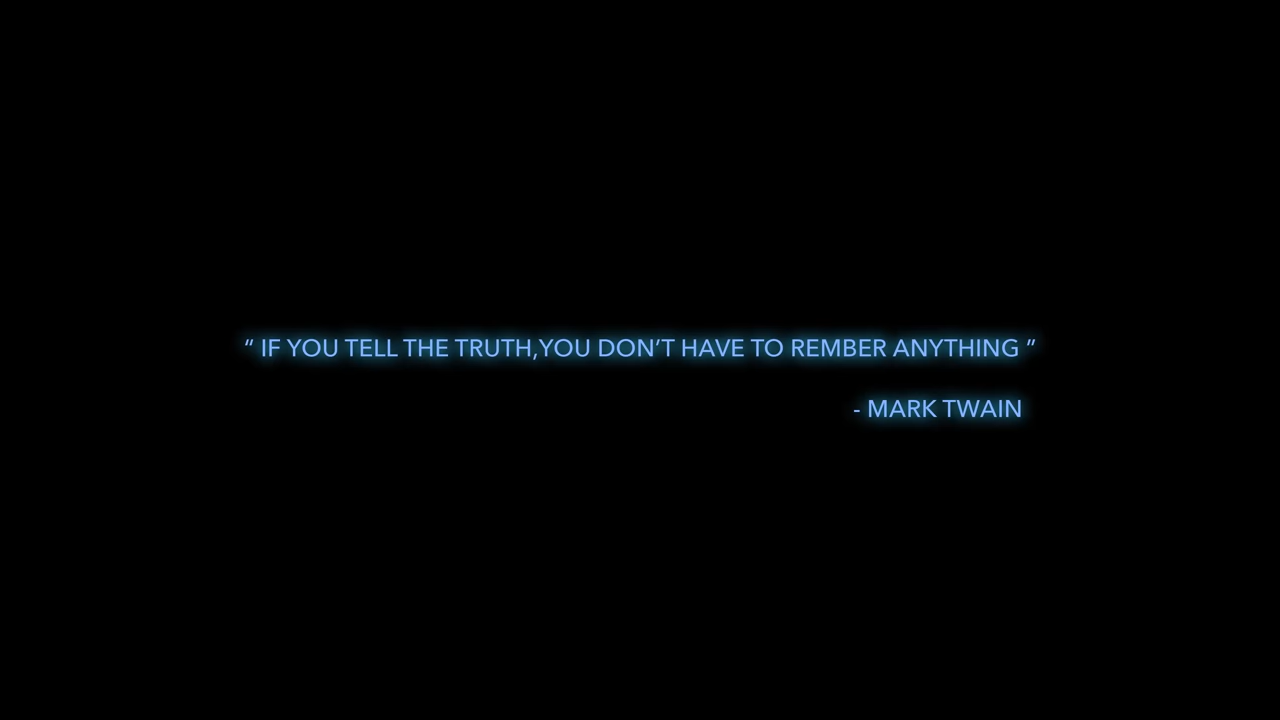 “ IF YOU TELL THE TRUTH,YOU DON’T HAVE TO REMBER ANYTHING ”
- MARK TWAIN